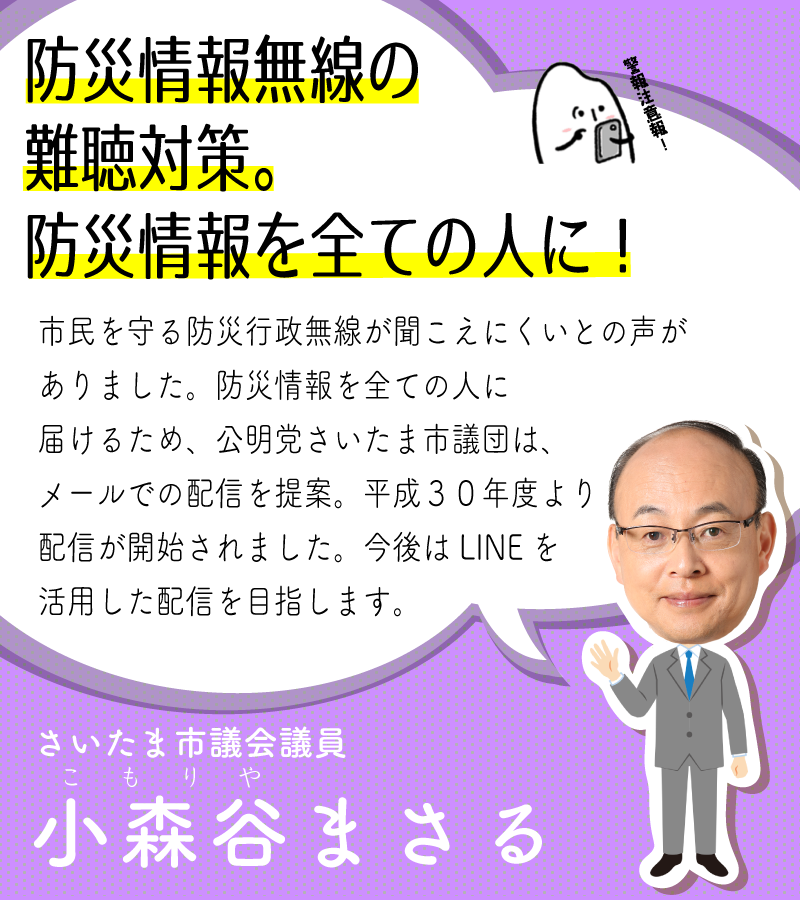 防災情報無線の
難聴対策。
防災情報を全ての人に！
警報注意報！
市民を守る防災行政無線が聞こえにくいとの声が
ありました。防災情報を全ての人に
届けるため、公明党さいたま市議団は、
メールでの配信を提案。平成３０年度より
配信が開始されました。今後は LINE を
活用した配信を目指します。
さいたま市議会議員
こもりや
小森谷まさる